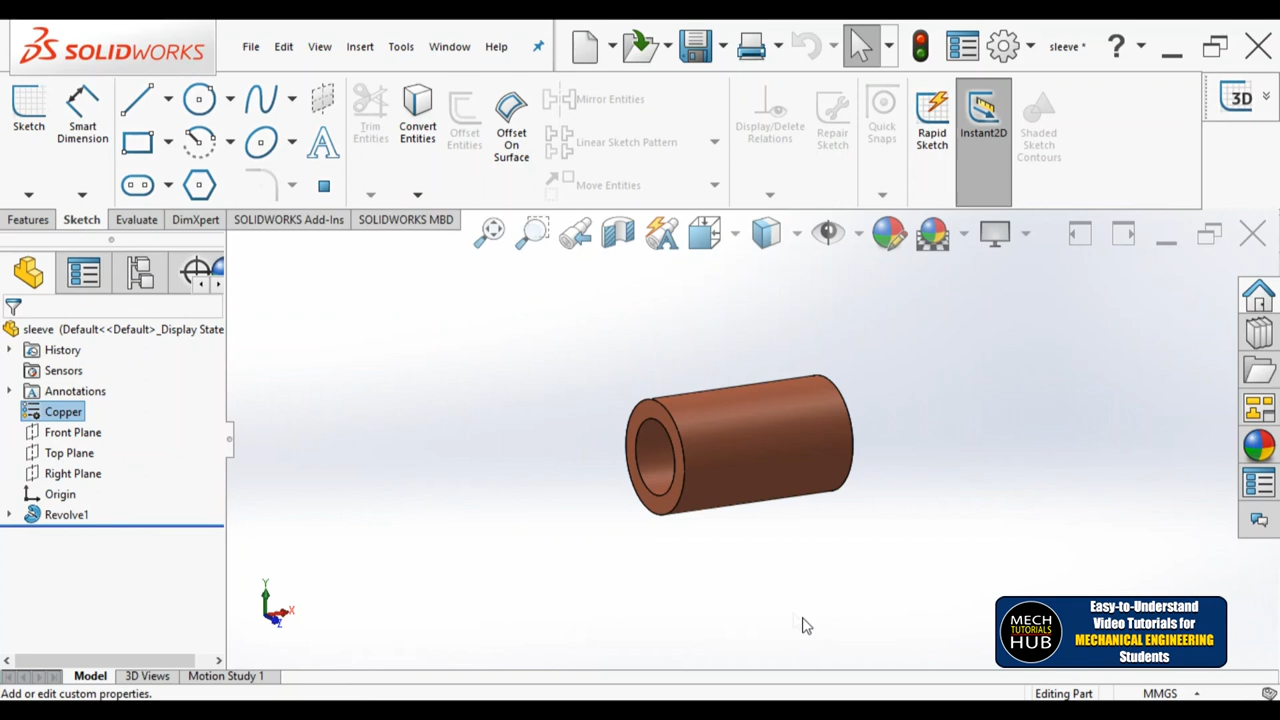 SOLIDWORKS
File Edit View Insert Tools Window Help
sleeve *
?
Sketch
Smart Dimension
Trim Entities
Convert Entities
Offset Entities
Offset On Surface
Mirror Entities
Linear Sketch Pattern
Move Entities
Display/Delete Relations
Repair Sketch
Quick Snaps
Rapid Sketch
Instant2D
Shaded Sketch Contours
3D
Features Sketch Evaluate DimXpert SOLIDWORKS Add-Ins SOLIDWORKS MBD
sleeve (Default<<Default>_Display State
History
Sensors
Annotations
Copper
Front Plane
Top Plane
Right Plane
Origin
Revolve1
Y
X
Z
MECH
TUTORIALS
HUB
Easy-to-Understand
Video Tutorials for
MECHANICAL ENGINEERING
Students
Model 3D Views Motion Study 1
Add or edit custom properties. Editing Part MMGS